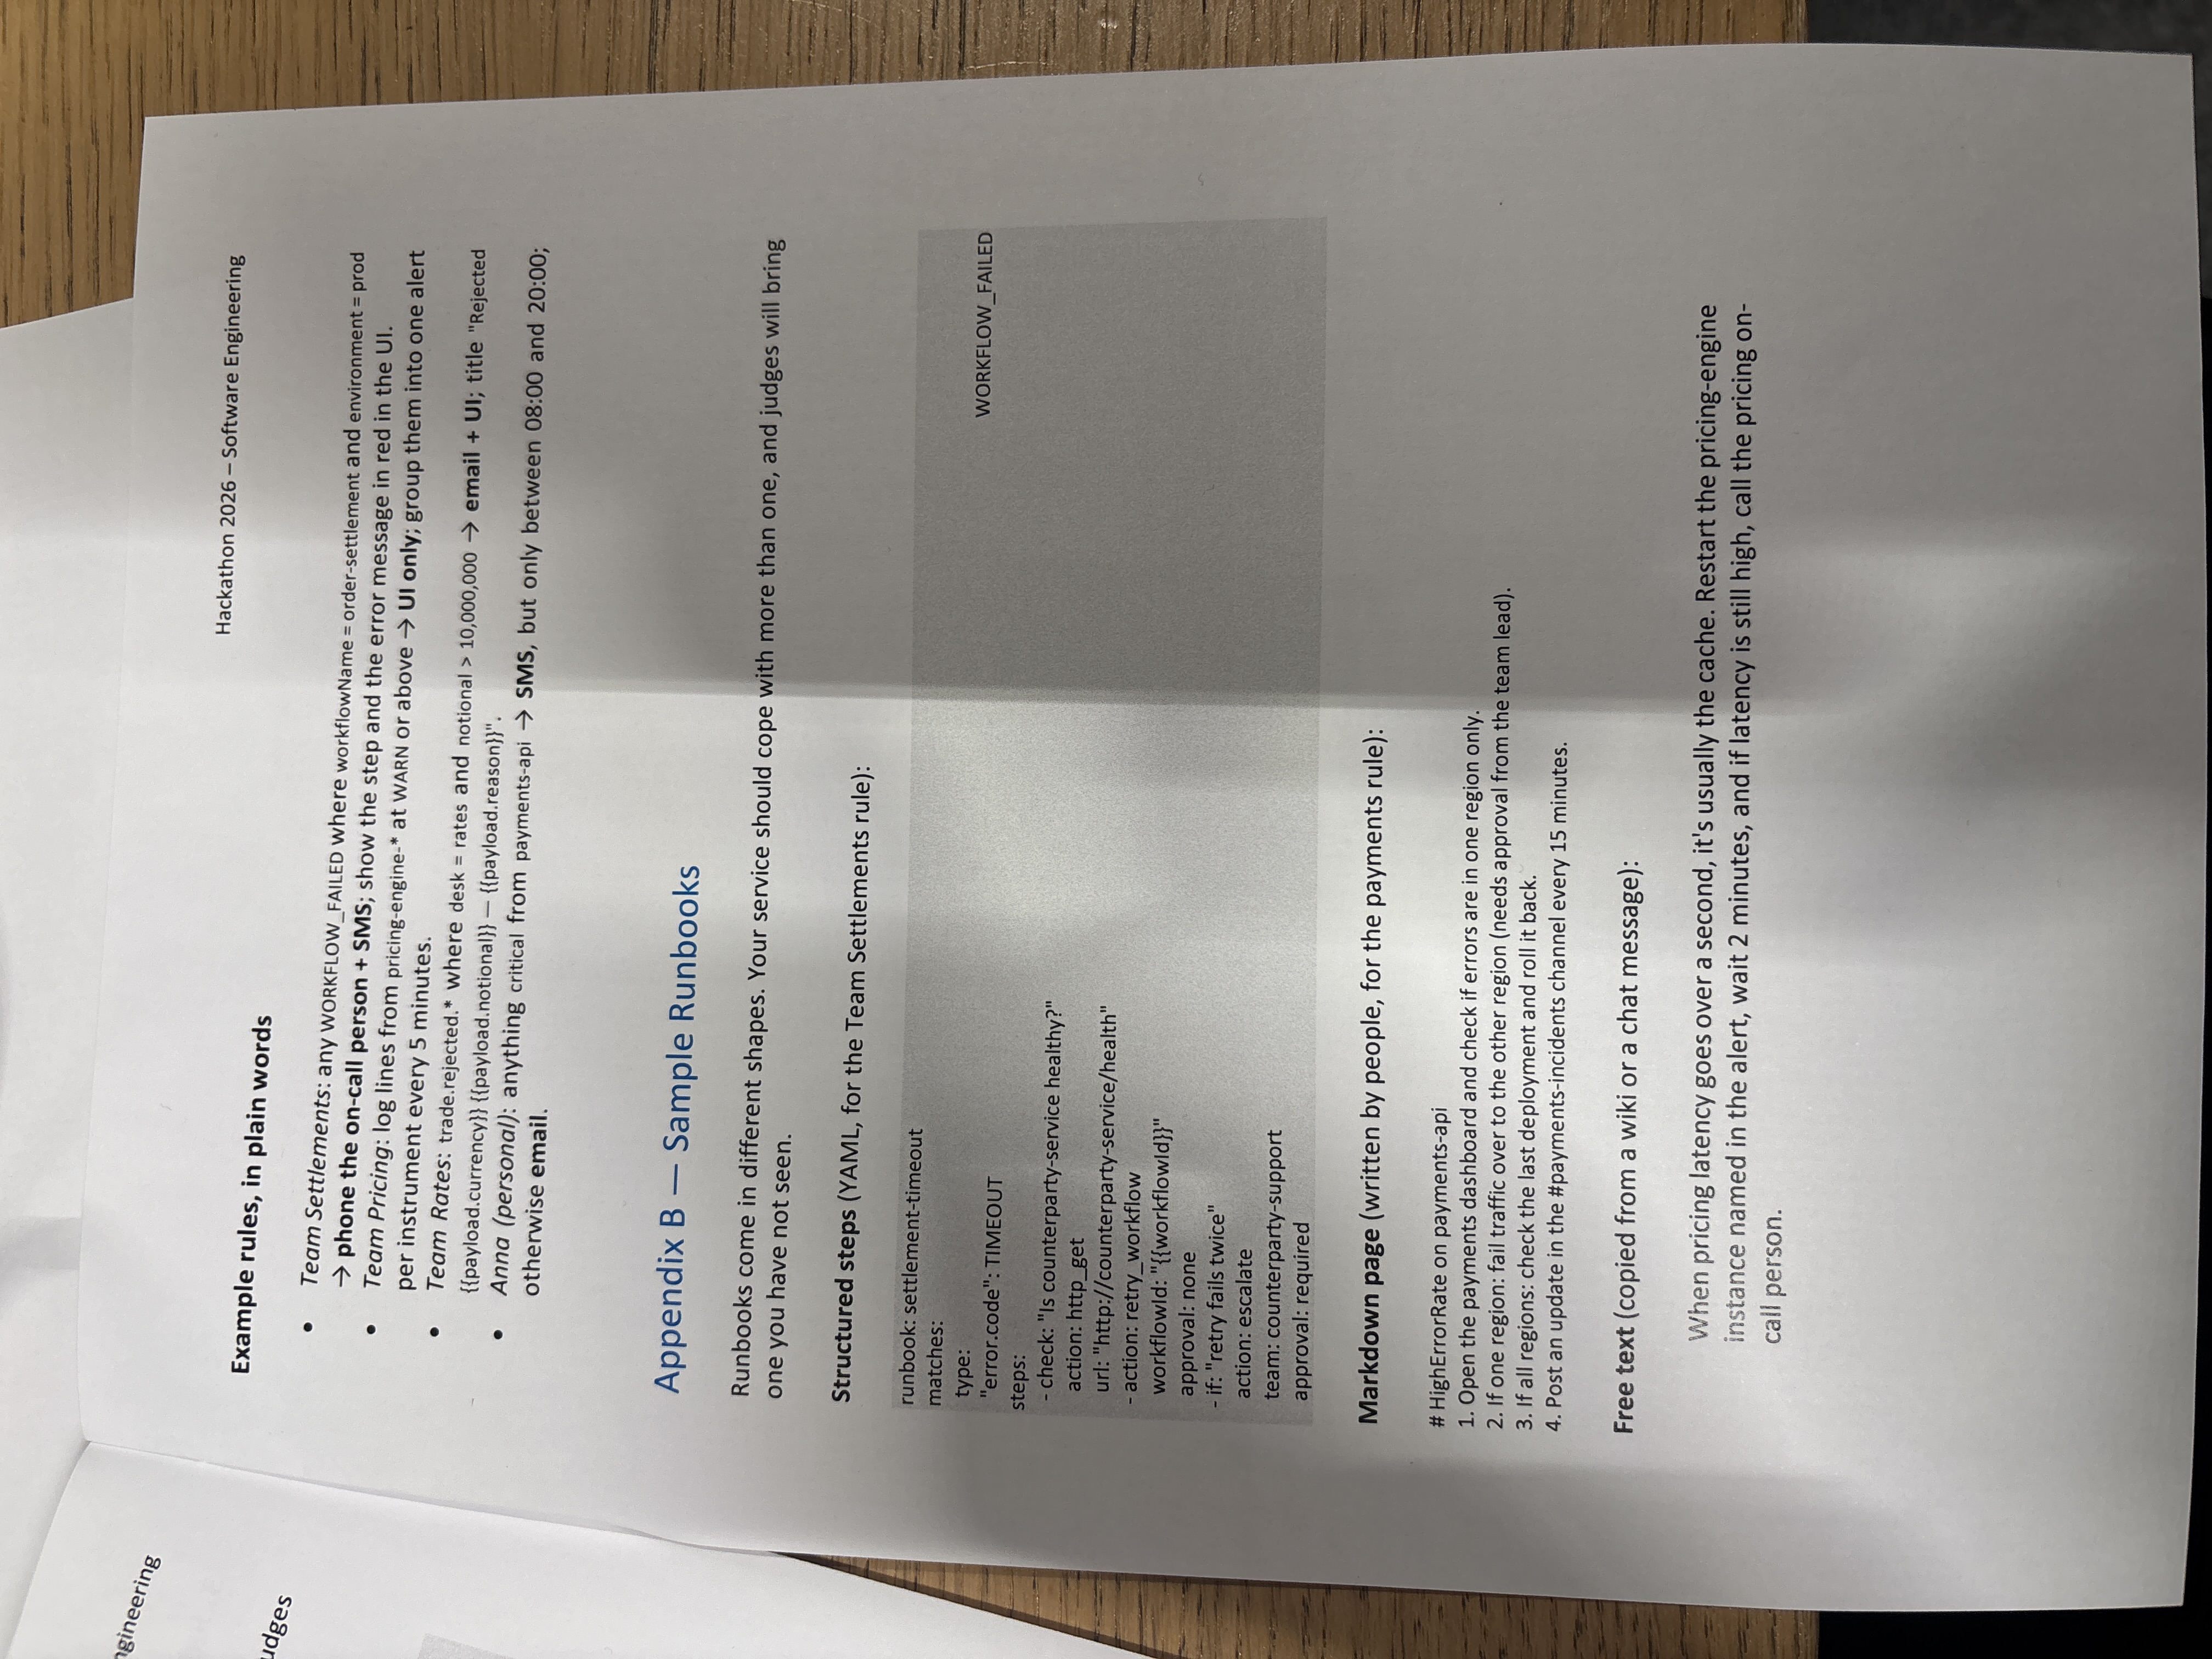 ngineering
udges
Hackathon 2026 – Software Engineering
Example rules, in plain words
• Team Settlements: any WORKFLOW_FAILED where workflowName = order-settlement and environment = prod
→ phone the on-call person + SMS; show the step and the error message in red in the UI.
• Team Pricing: log lines from pricing-engine-* at WARN or above → UI only; group them into one alert
per instrument every 5 minutes.
• Team Rates: trade.rejected.* where desk = rates and notional > 10,000,000 → email + UI; title "Rejected
{{payload.currency}} {{payload.notional}} — {{payload.reason}}".
• Anna (personal): anything critical from payments-api → SMS, but only between 08:00 and 20:00;
otherwise email.
Appendix B — Sample Runbooks
Runbooks come in different shapes. Your service should cope with more than one, and judges will bring
one you have not seen.
Structured steps (YAML, for the Team Settlements rule):
runbook: settlement-timeout
matches:
type: WORKFLOW_FAILED
"error.code": TIMEOUT
steps:
- check: "Is counterparty-service healthy?"
action: http_get
url: "http://counterparty-service/health"
- action: retry_workflow
workflowId: "{{workflowId}}"
approval: none
- if: "retry fails twice"
action: escalate
team: counterparty-support
approval: required
Markdown page (written by people, for the payments rule):
# HighErrorRate on payments-api
1. Open the payments dashboard and check if errors are in one region only.
2. If one region: fail traffic over to the other region (needs approval from the team lead).
3. If all regions: check the last deployment and roll it back.
4. Post an update in the #payments-incidents channel every 15 minutes.
Free text (copied from a wiki or a chat message):
When pricing latency goes over a second, it's usually the cache. Restart the pricing-engine
instance named in the alert, wait 2 minutes, and if latency is still high, call the pricing on-
call person.